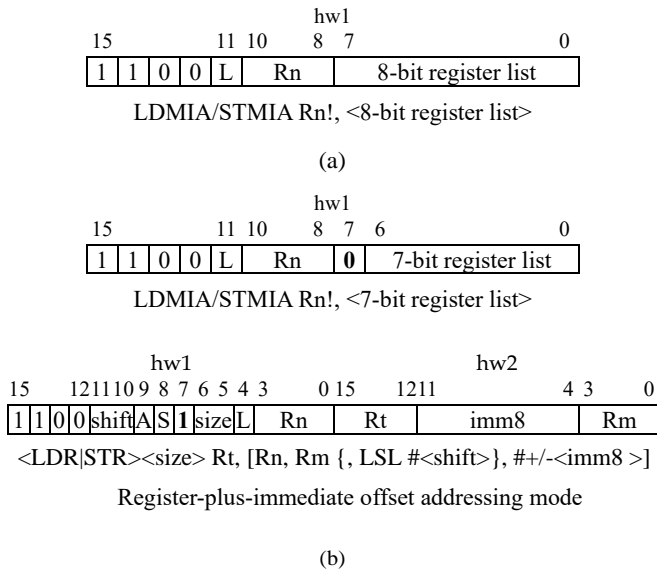 hw1
15 11 10 8 7 0
1 1 0 0 L Rn 8-bit register list
LDMIA/STMIA Rn!, <8-bit register list>
(a)
hw1
15 11 10 8 7 6 0
1 1 0 0 L Rn 0 7-bit register list
LDMIA/STMIA Rn!, <7-bit register list>
hw1 hw2
15 12 11 10 9 8 7 6 5 4 3 0 15 12 11 4 3 0
1 1 0 0 shift A S 1 size L Rn Rt imm8 Rm
<LDR|STR><size> Rt, [Rn, Rm {, LSL #<shift>}, #+/-<imm8 >]
Register-plus-immediate offset addressing mode
(b)